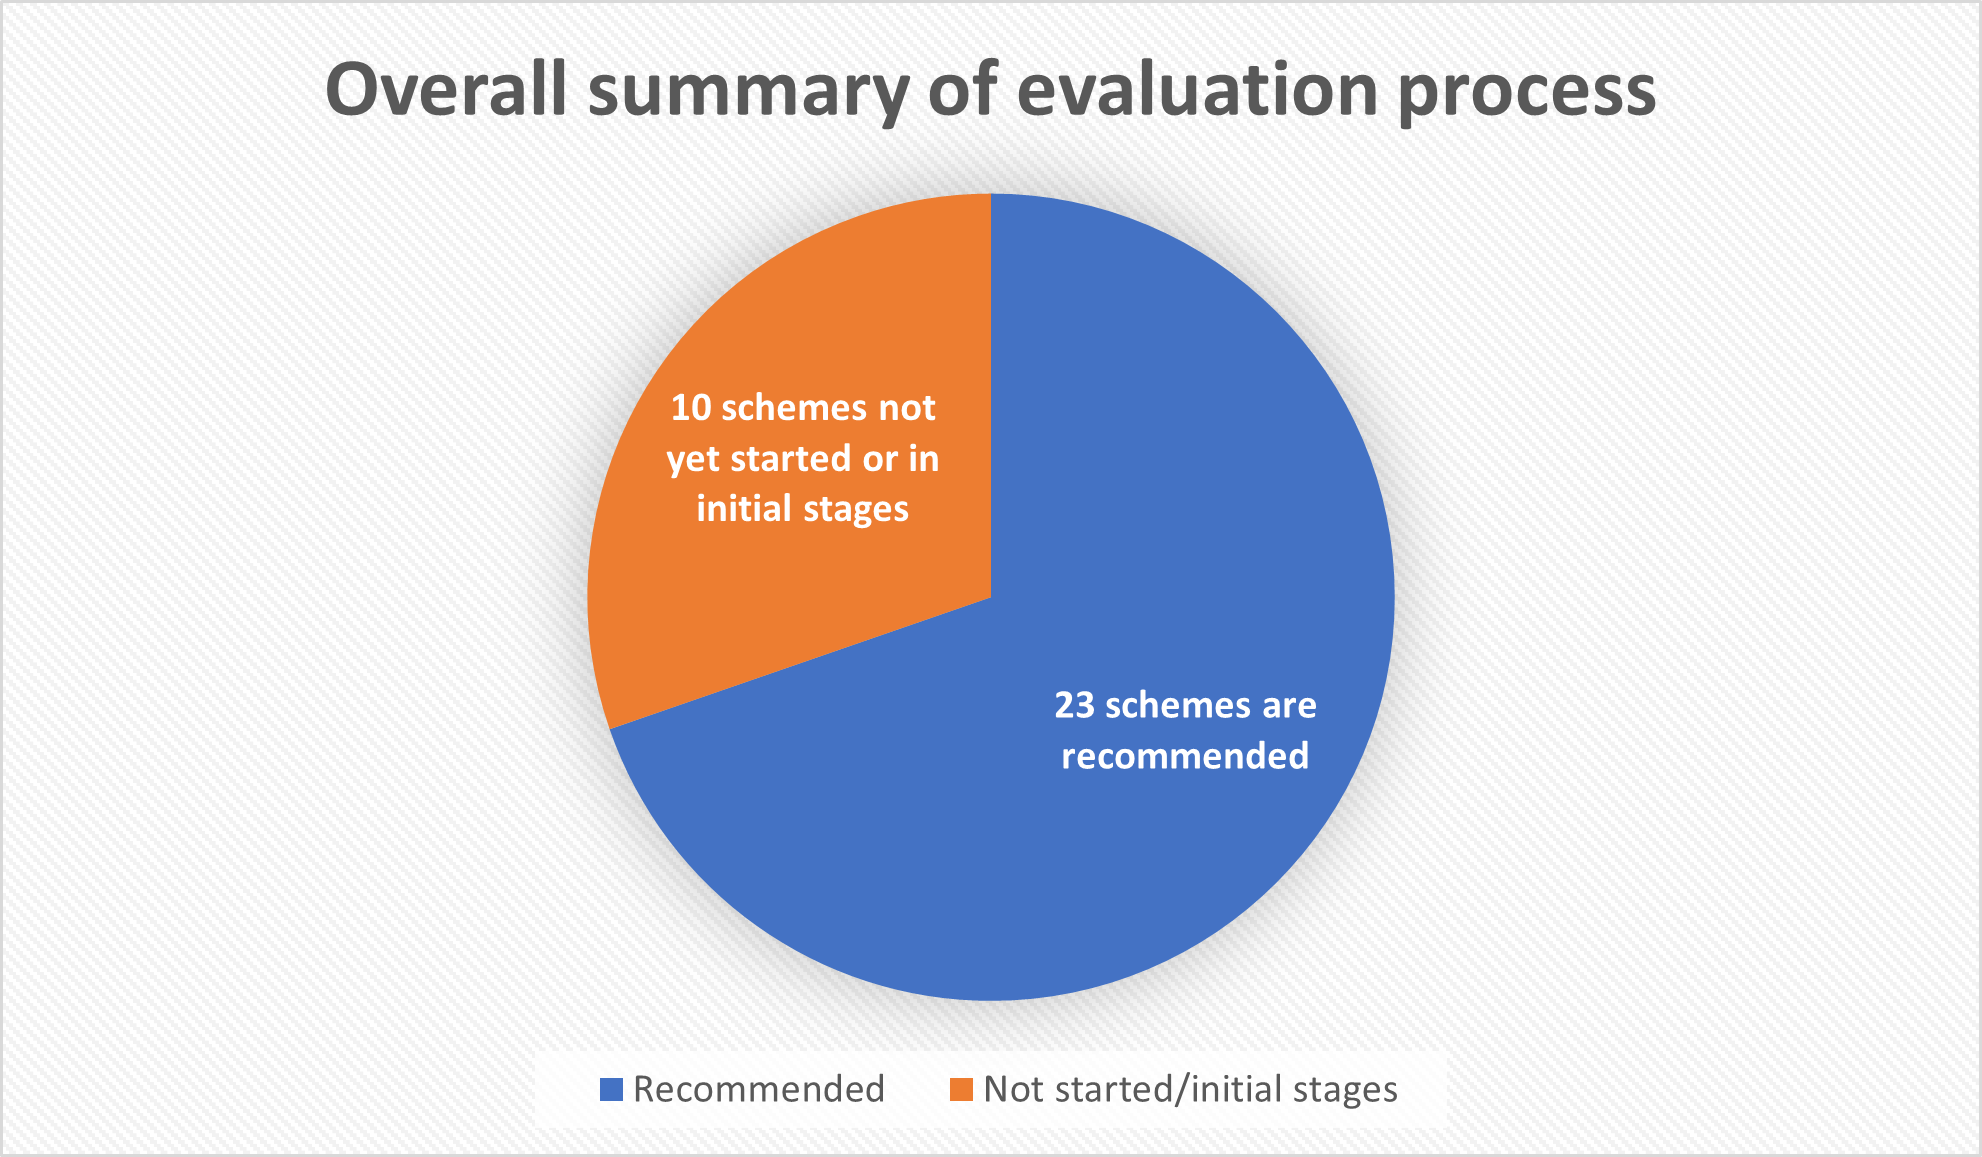 Overall summary of evaluation process
10 schemes not
yet started or in
initial stages
23 schemes are
recommended
Recommended
Not started/initial stages